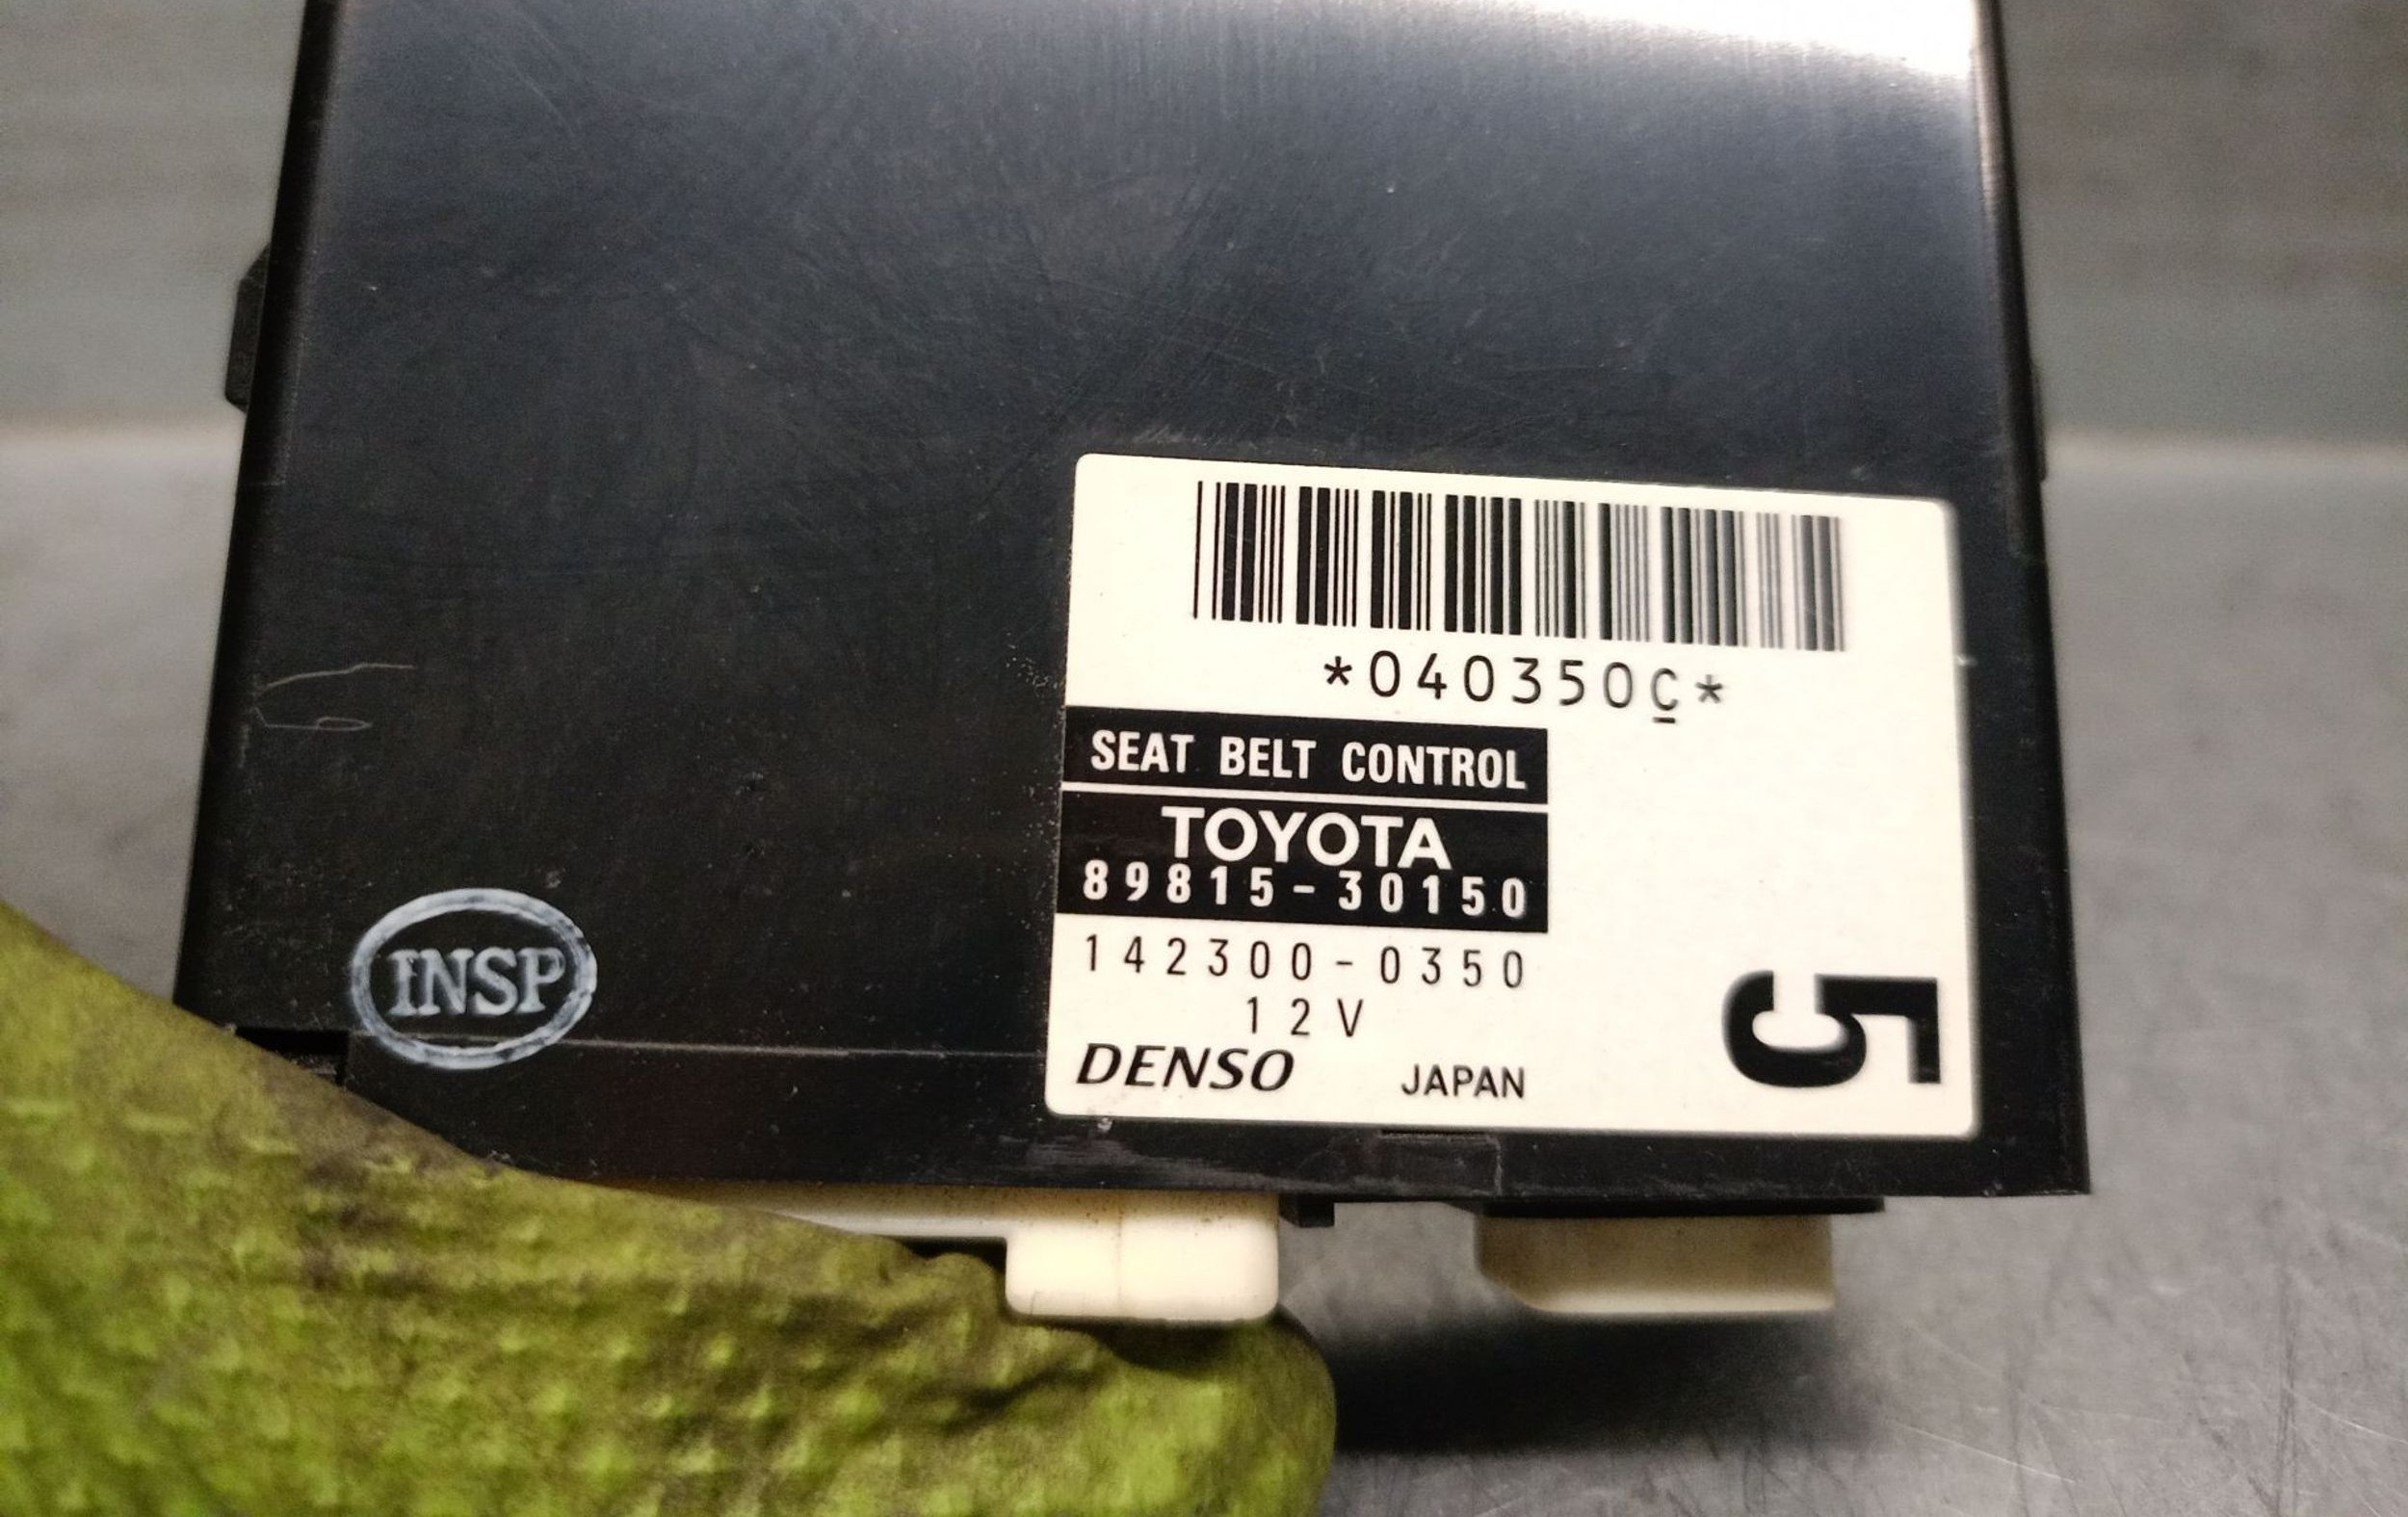 *040350C*
SEAT BELT CONTROL
TOYOTA
89815-30150
142300-0350
12V
DENSO JAPAN
5
INSP